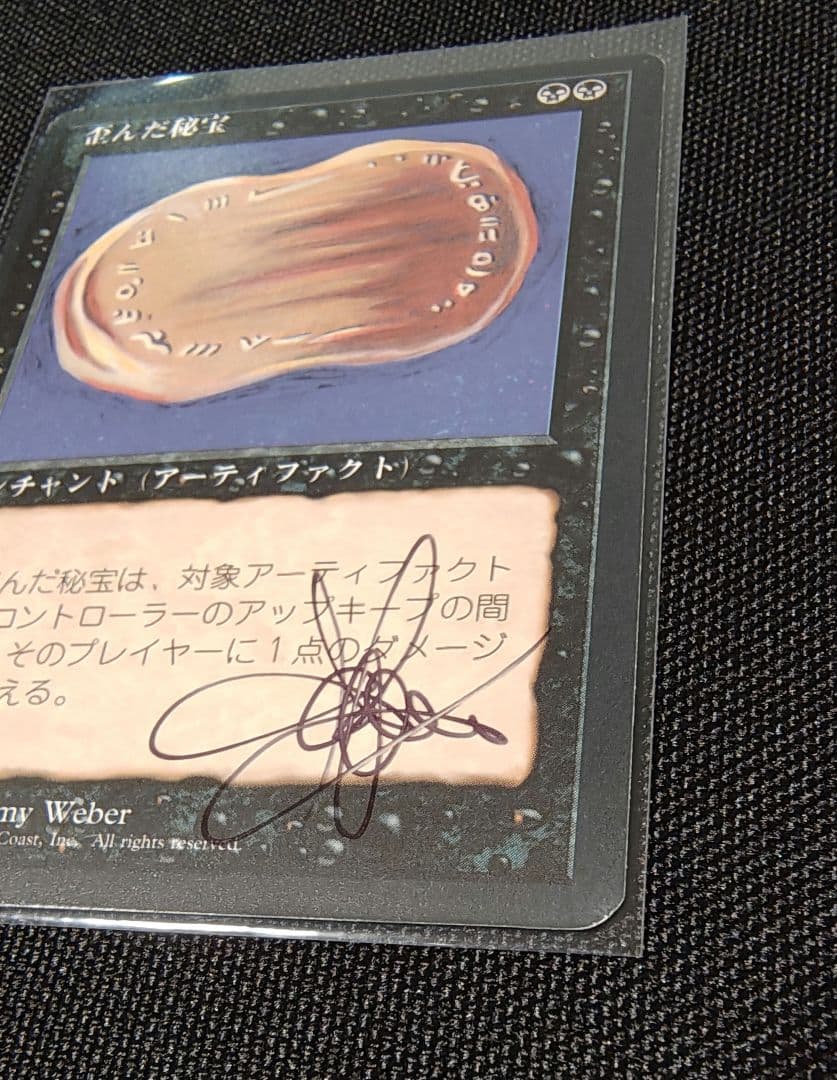 歪んだ秘宝
ンチャント（アーティファクト）
んだ秘宝は、対象アーティファクト
コントローラーのアップキープの間
そのプレイヤーに１点のダメージ
える。
my Weber
Coast, Inc. All rights reserved.